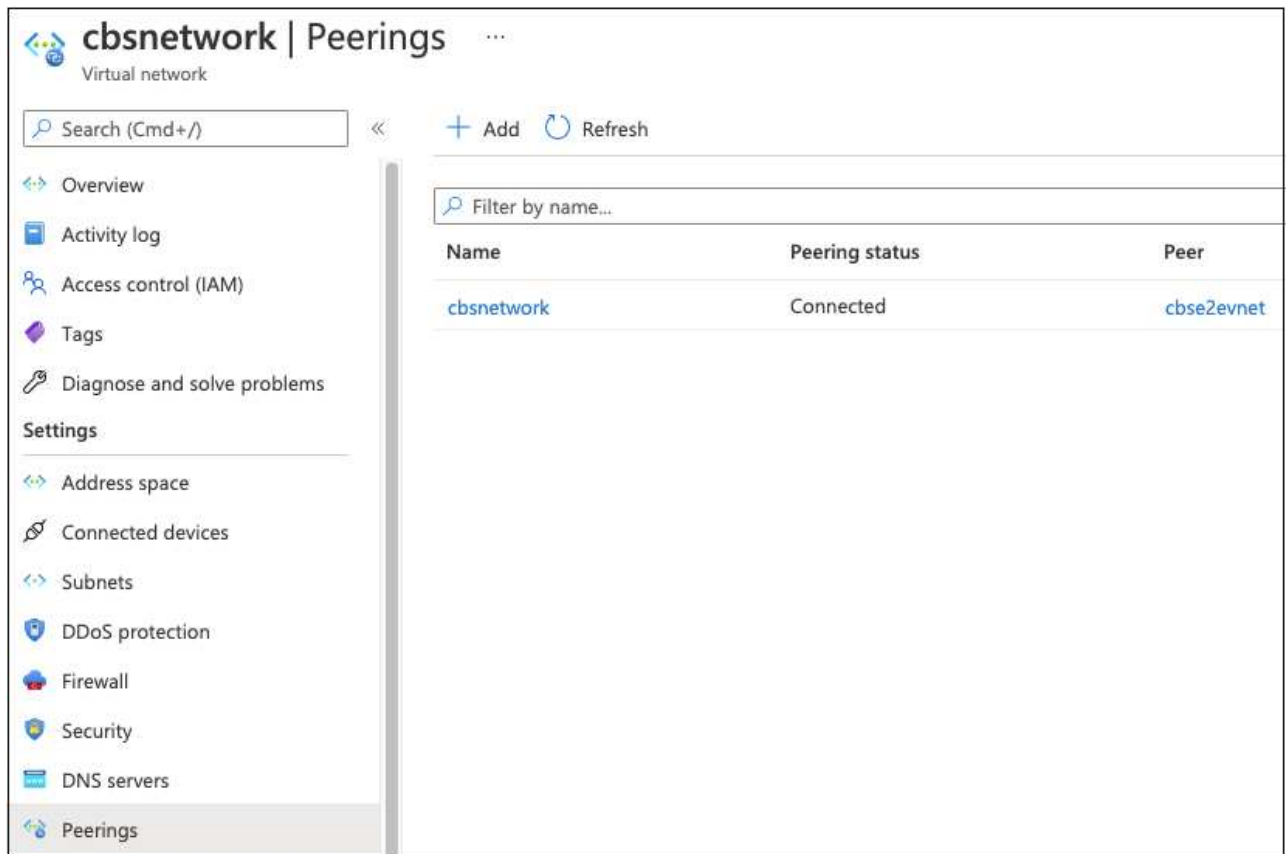 cbsnetwork | Peerings ...
Virtual network
Search (Cmd+/)
«
Overview
Activity log
Access control (IAM)
Tags
Diagnose and solve problems
Settings
Address space
Connected devices
Subnets
DDoS protection
Firewall
Security
DNS servers
Peerings
+ Add Refresh
Filter by name...
Name Peering status Peer
cbsnetwork Connected cbse2evnet